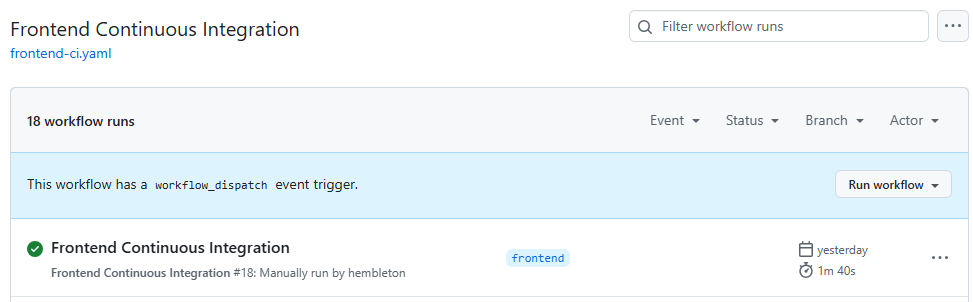 Frontend Continuous Integration
Filter workflow runs
frontend-ci.yaml
18 workflow runs
Event
Status
Branch
Actor
This workflow has a workflow_dispatch event trigger.
Run workflow
Frontend Continuous Integration
frontend
yesterday
Frontend Continuous Integration #18: Manually run by hembleton
1m 40s